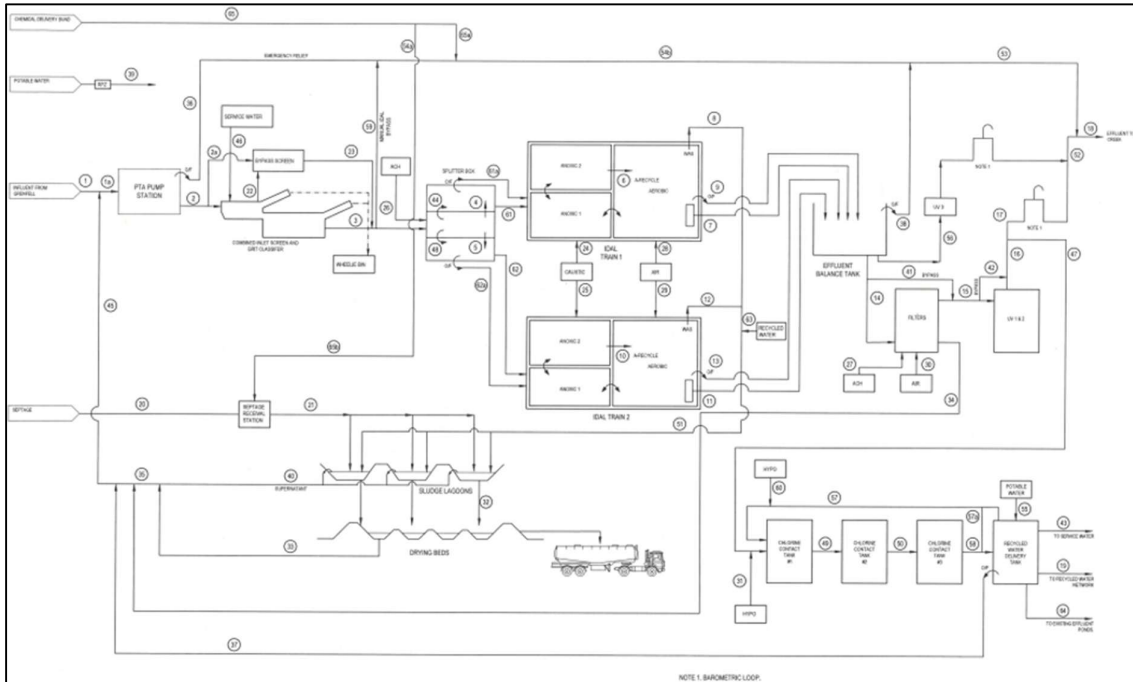 CHEMICAL DELIVERY BUND
65
65a
54a
54b
53
EMERGENCY RELIEF
POTABLE WATER
RPZ
39
36
SERVICE WATER
59
MANUAL IDAL
BYPASS
8
18
EFFLUENT TO
CREEK
O/F
2a
46
BYPASS SCREEN
23
ACH
SPLITTER BOX
O/F
61a
ANOXIC 2
6
A-RECYCLE
AEROBIC
WAS
NOTE 1
52
INFLUENT FROM
GRENFELL
1
1a
PTA PUMP
STATION
2
22
3
26
44
4
61
ANOXIC 1
O/F
9
7
O/F
38
UV 3
17
NOTE 1
COMBINED INLET SCREEN AND
GRIT CLASSIFIER
WHEELIE BIN
48
5
IDAL
TRAIN 1
24
28
EFFLUENT
BALANCE TANK
56
41
BYPASS
42
BYPASS
16
47
O/F
62
62a
CAUSTIC
AIR
25
29
12
14
FILTERS
15
UV 1 & 2
45
ANOXIC 2
10
A-RECYCLE
AEROBIC
WAS
63
RECYCLED
WATER
65b
ANOXIC 1
13
O/F
11
27
30
ACH
AIR
34
SEPTAGE
20
SEPTAGE
RECEIVAL
STATION
21
IDAL TRAIN 2
51
35
40
SUPERNATANT
SLUDGE LAGOONS
32
HYPO
60
57
POTABLE
WATER
55
33
DRYING BEDS
CHLORINE
CONTACT
TANK
#1
49
CHLORINE
CONTACT
TANK
#2
50
CHLORINE
CONTACT
TANK
#3
58
57a
RECYCLED
WATER
DELIVERY
TANK
O/F
43
TO SERVICE WATER
19
TO RECYCLED WATER
NETWORK
31
HYPO
64
TO EXISTING EFFLUENT
PONDS
37
NOTE 1. BAROMETRIC LOOP.